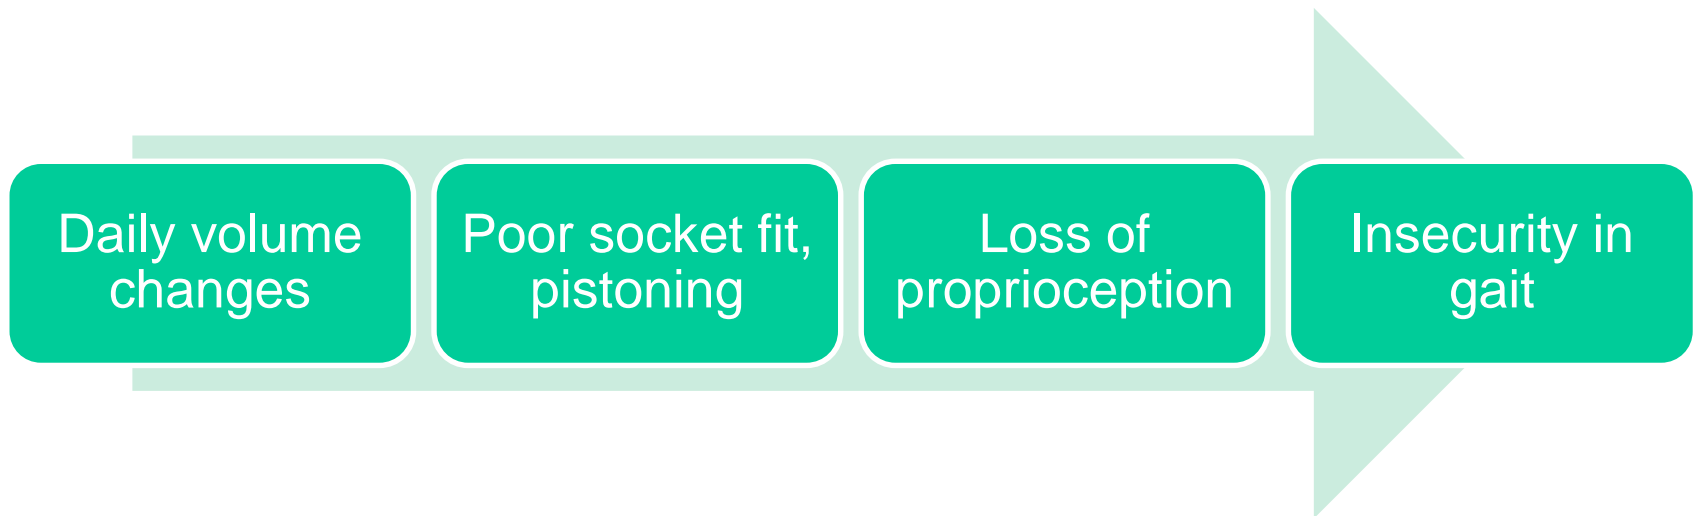 Daily volume
changes
Poor socket fit,
pistoning
Loss of
proprioception
Insecurity in
gait